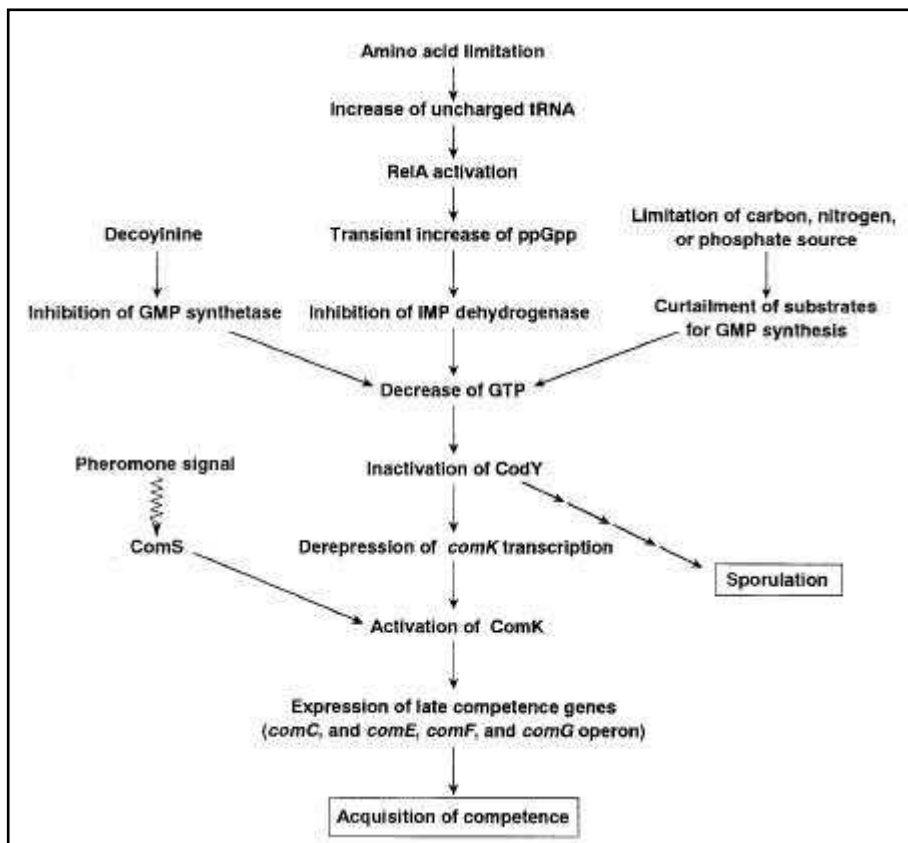 Amino acid limitation
Increase of uncharged tRNA
RelA activation
Transient increase of ppGpp
Limitation of carbon, nitrogen,
or phosphate source
Decoyinine
Inhibition of GMP synthetase
Inhibition of IMP dehydrogenase
Curtailment of substrates
for GMP synthesis
Decrease of GTP
Pheromone signal
Inactivation of CodY
ComS
Derepression of comK transcription
Sporulation
Activation of ComK
Expression of late competence genes
(comC, and comE, comF, and comG operon)
Acquisition of competence